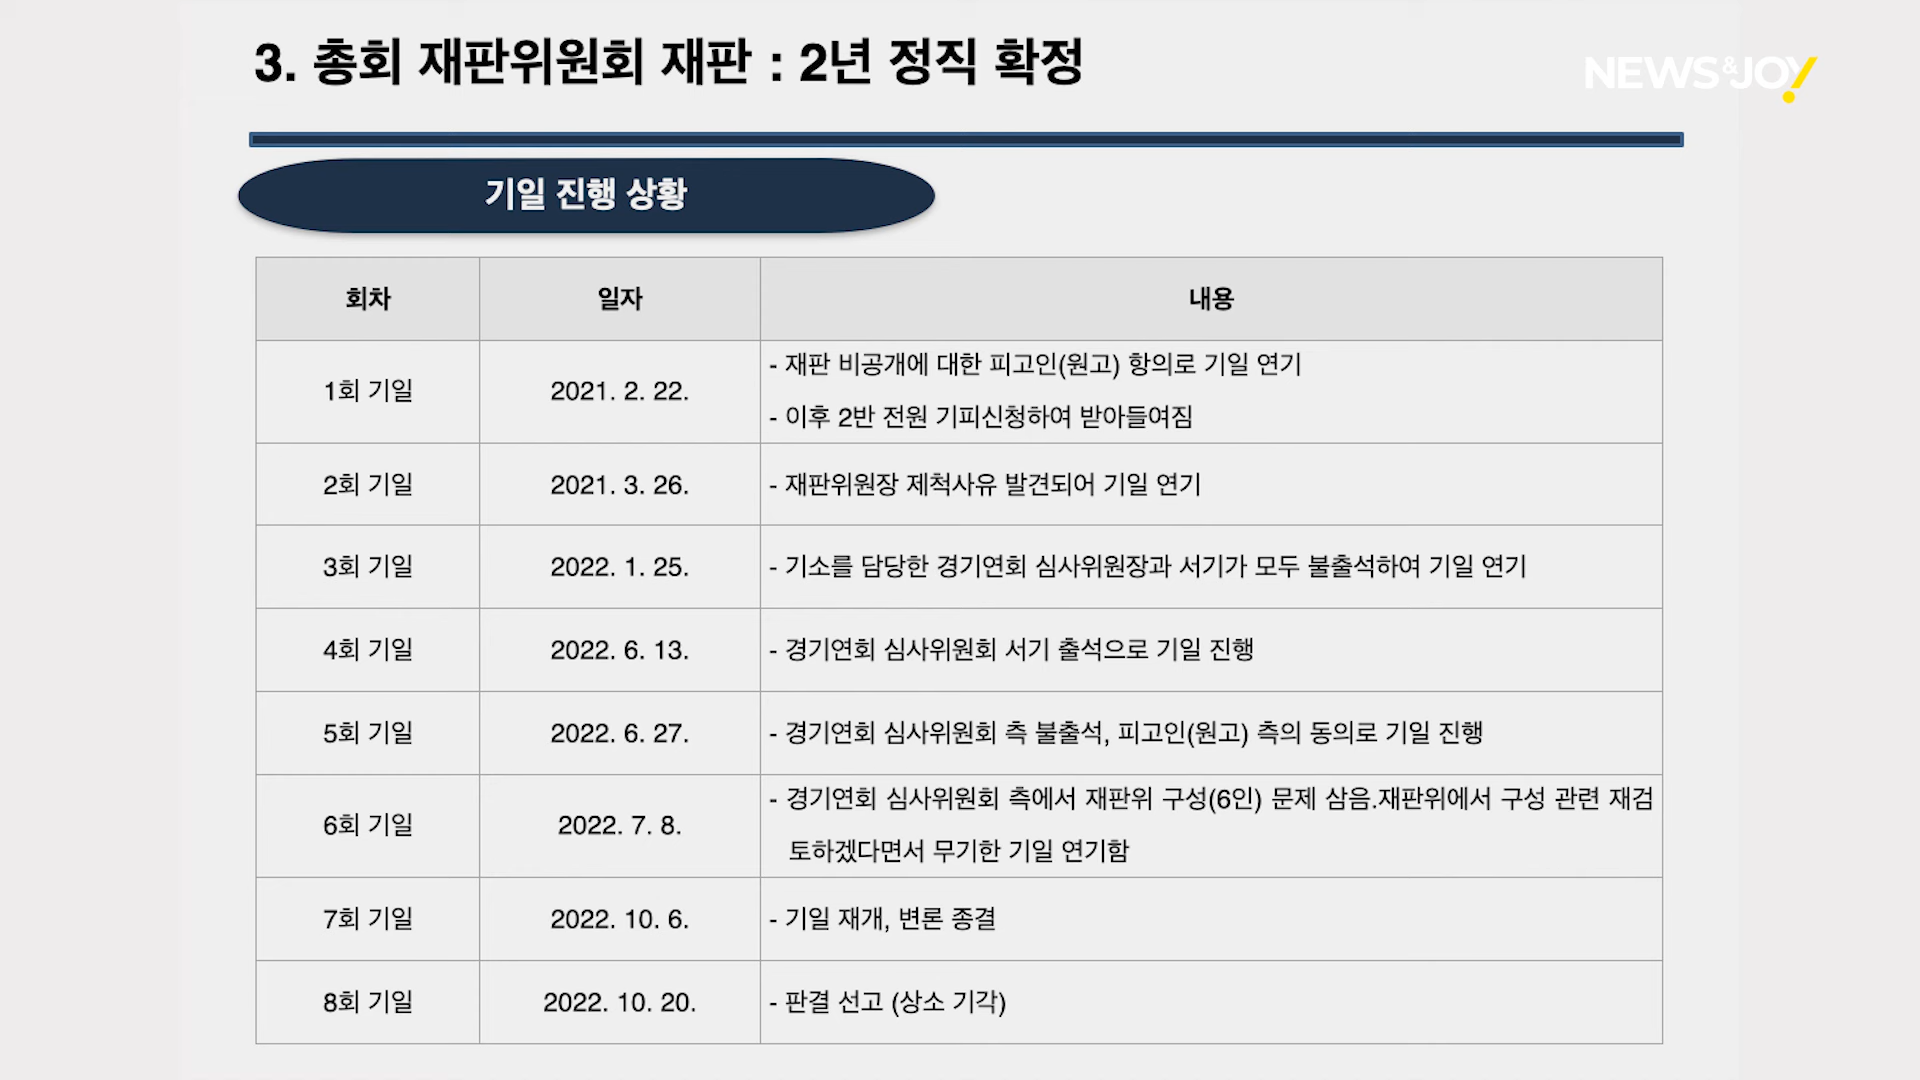 3. 총회 재판위원회 재판 : 2년 정직 확정
NEWS&JOY!
기일 진행 상황
회차 일자 내용
1회 기일 2021. 2. 22. - 재판 비공개에 대한 피고인(원고) 항의로 기일 연기
- 이후 2반 전원 기피신청하여 받아들여짐
2회 기일 2021. 3. 26. - 재판위원장 제척사유 발견되어 기일 연기
3회 기일 2022. 1. 25. - 기소를 담당한 경기연회 심사위원장과 서기가 모두 불출석하여 기일 연기
4회 기일 2022. 6. 13. - 경기연회 심사위원회 서기 출석으로 기일 진행
5회 기일 2022. 6. 27. - 경기연회 심사위원회 측 불출석, 피고인(원고) 측의 동의로 기일 진행
6회 기일 2022. 7. 8. - 경기연회 심사위원회 측에서 재판위 구성(6인) 문제 삼음.재판위에서 구성 관련 재검
토하겠다면서 무기한 기일 연기함
7회 기일 2022. 10. 6. - 기일 재개, 변론 종결
8회 기일 2022. 10. 20. - 판결 선고 (상소 기각)